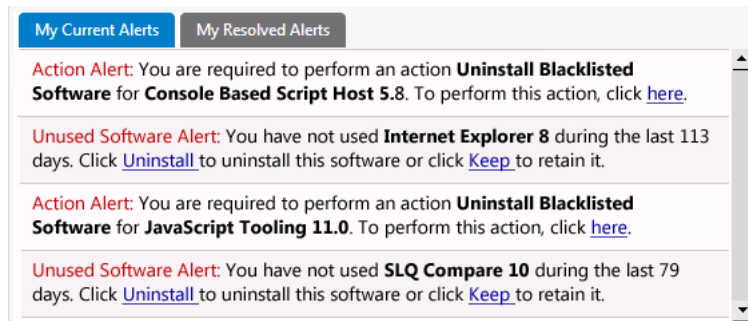 My Current Alerts My Resolved Alerts
Action Alert: You are required to perform an action Uninstall Blacklisted
Software for Console Based Script Host 5.8. To perform this action, click here.
Unused Software Alert: You have not used Internet Explorer 8 during the last 113
days. Click Uninstall to uninstall this software or click Keep to retain it.
Action Alert: You are required to perform an action Uninstall Blacklisted
Software for JavaScript Tooling 11.0. To perform this action, click here.
Unused Software Alert: You have not used SLQ Compare 10 during the last 79
days. Click Uninstall to uninstall this software or click Keep to retain it.